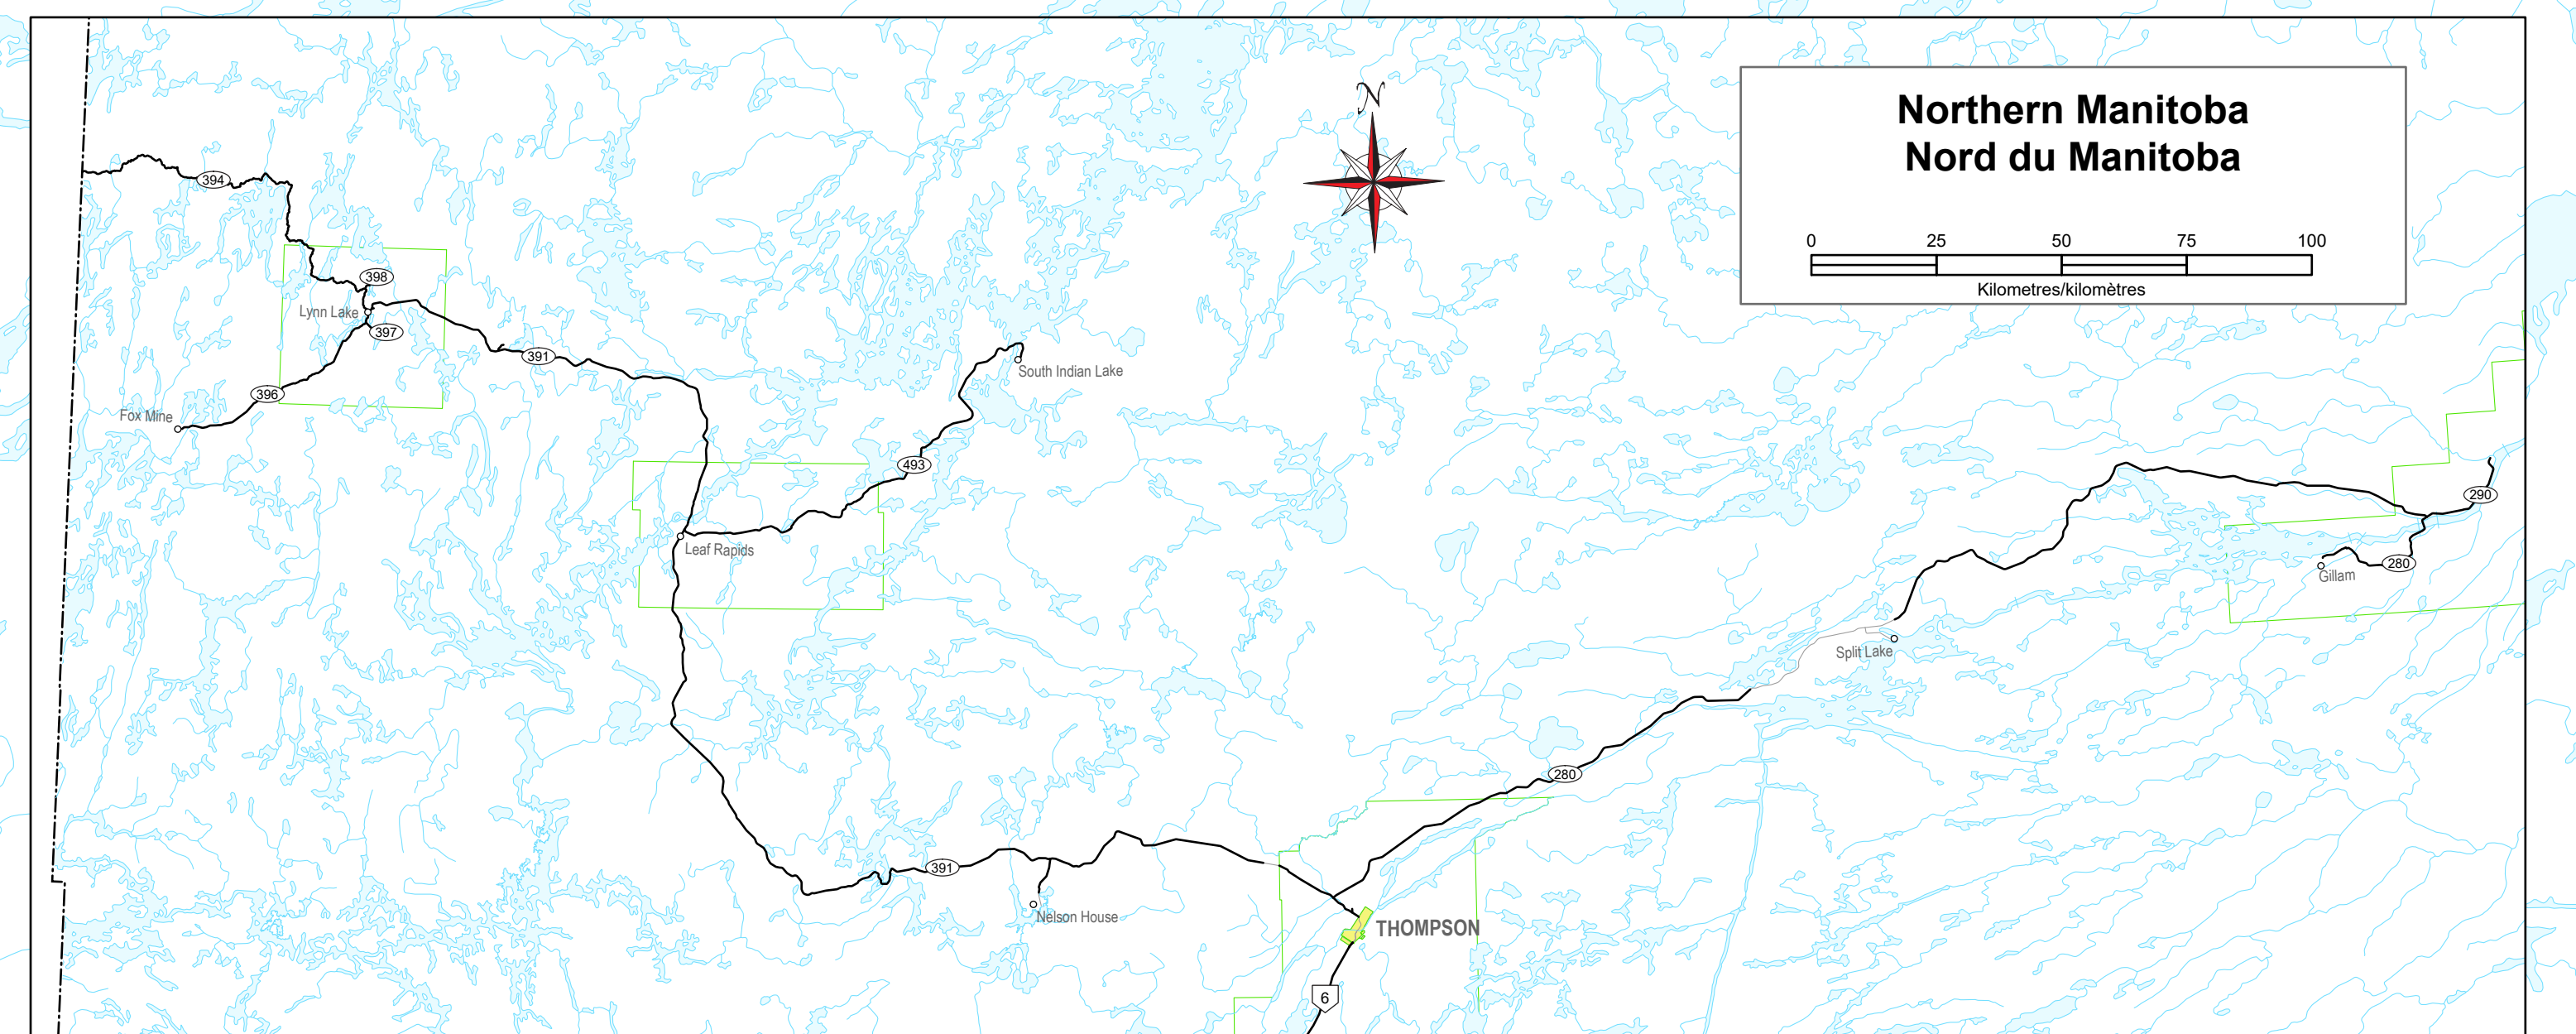 Northern Manitoba
Nord du Manitoba
0 25 50 75 100
Kilometres/kilomètres
N
394
398
Lynn Lake
397
391
South Indian Lake
396
Fox Mine
493
290
Leaf Rapids
280
Gillam
Split Lake
280
391
Nelson House
THOMPSON
6